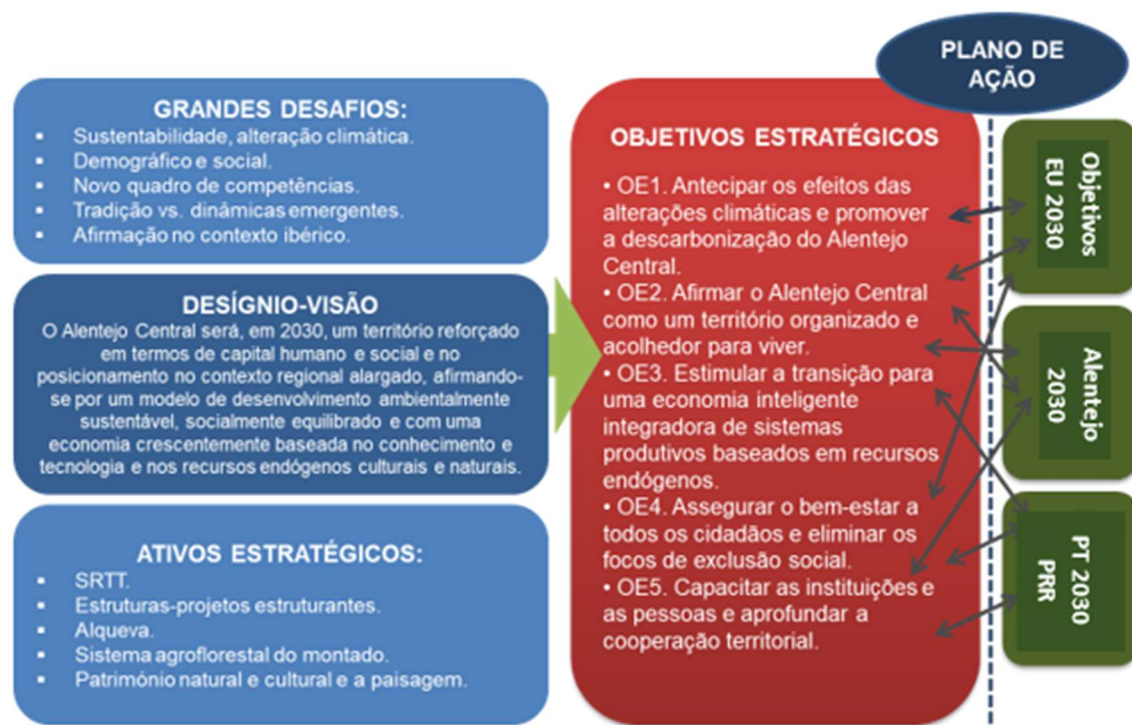 PLANO DE
AÇÃO
GRANDES DESAFIOS:
▪ Sustentabilidade, alteração climática.
▪ Demográfico e social.
▪ Novo quadro de competências.
▪ Tradição vs. dinâmicas emergentes.
▪ Afirmação no contexto ibérico.
DESÍGNIO-VISÃO
O Alentejo Central será, em 2030, um território reforçado
em termos de capital humano e social e no
posicionamento no contexto regional alargado, afirmando-
se por um modelo de desenvolvimento ambientalmente
sustentável, socialmente equilibrado e com uma
economia crescentemente baseada no conhecimento e
tecnologia e nos recursos endógenos culturais e naturais.
ATIVOS ESTRATÉGICOS:
▪ SRTT.
▪ Estruturas-projetos estruturantes.
▪ Alqueva.
▪ Sistema agroflorestal do montado.
▪ Património natural e cultural e a paisagem.
OBJETIVOS ESTRATÉGICOS
• OE1. Antecipar os efeitos das
alterações climáticas e promover
a descarbonização do Alentejo
Central.
• OE2. Afirmar o Alentejo Central
como um território organizado e
acolhedor para viver.
• OE3. Estimular a transição para
uma economia inteligente
integradora de sistemas
produtivos baseados em recursos
endógenos.
• OE4. Assegurar o bem-estar a
todos os cidadãos e eliminar os
focos de exclusão social.
• OE5. Capacitar as instituições e
as pessoas e aprofundar a
cooperação territorial.
Objetivos
EU 2030
Alentejo
2030
PT 2030
PRR